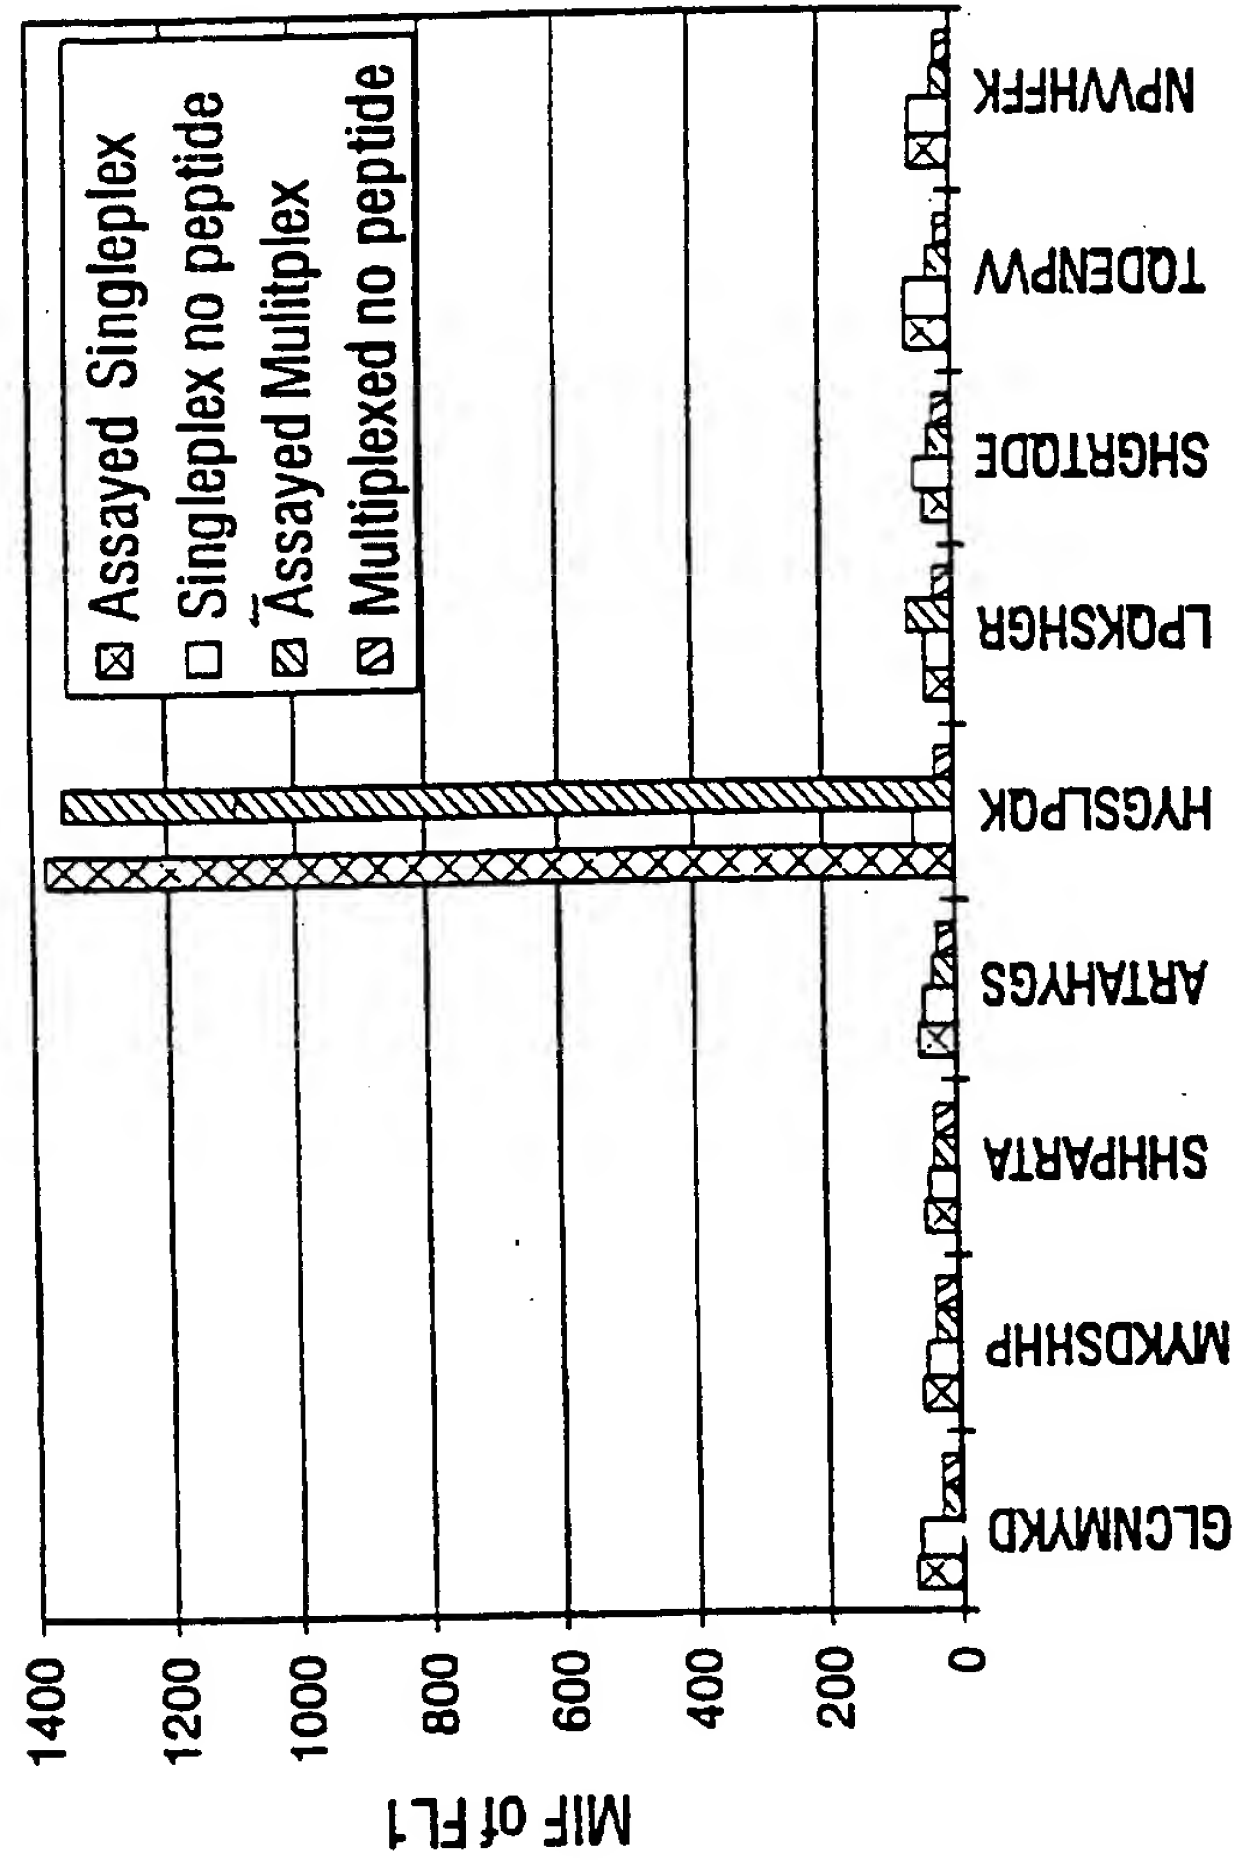 Assayed Singleplex
Singleplex no peptide
Assayed Mulitplex
Multiplexed no peptide
MIF of FL1
1400
1200
1000
800
600
400
200
0
GLCNMYKD
MYKDSHHP
SHHPARTA
ARTAHYGS
HYGSLPQK
LPQKSHGR
SHGRTQDE
TQDENPVV
NPVVHFFK